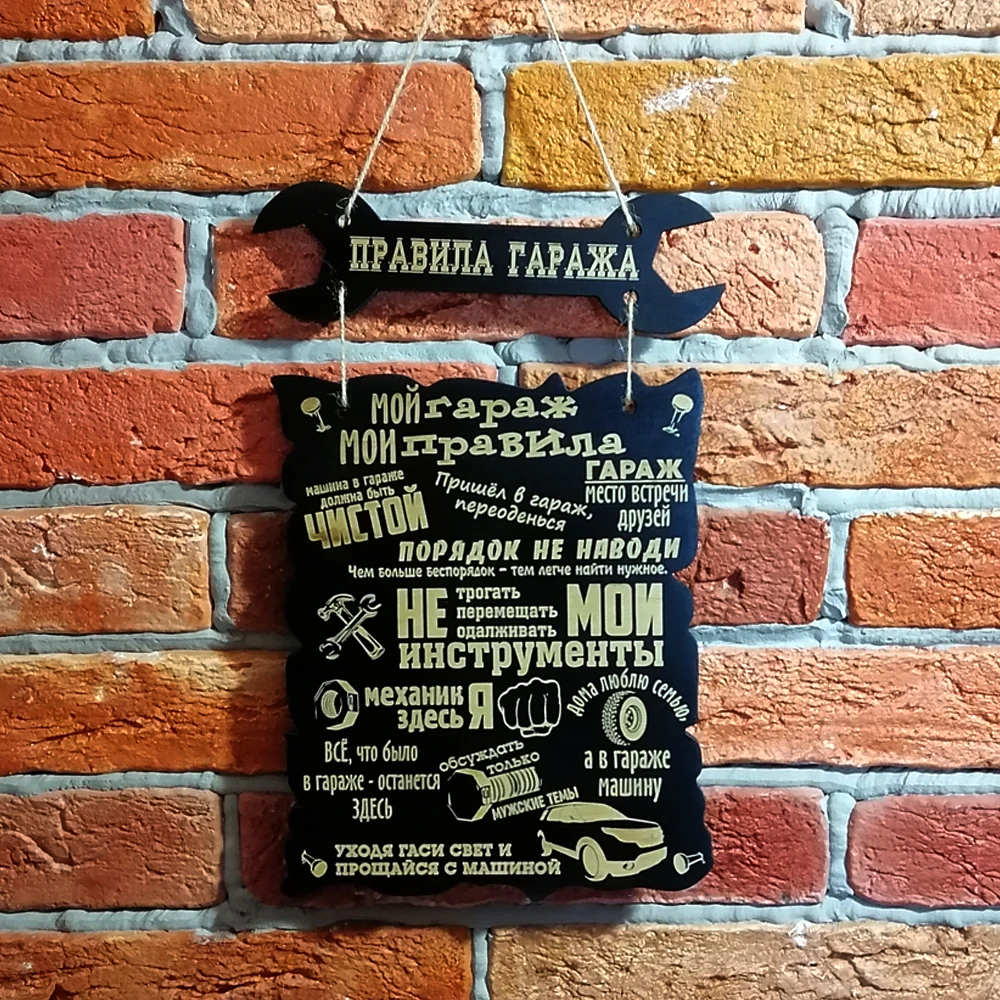 ПРАВИЛА ГАРАЖА
МОЙ гараж
МОИ правила
машина в гараже
должна быть
ЧИСТОЙ
Пришёл в гараж,
переоденься
ГАРАЖ
место встречи
друзей
ПОРЯДОК НЕ НАВОДИ
Чем больше беспорядок - тем легче найти нужное.
НЕ трогать
перемещать
одалживать
МОИ
инструменты
механик
здесь Я
дома люблю семью,
а в гараже
машину
ВСЁ, что было
в гараже - останется
ЗДЕСЬ
обсуждать
только
мужские темы
УХОДЯ ГАСИ СВЕТ И
ПРОЩАЙСЯ С МАШИНОЙ